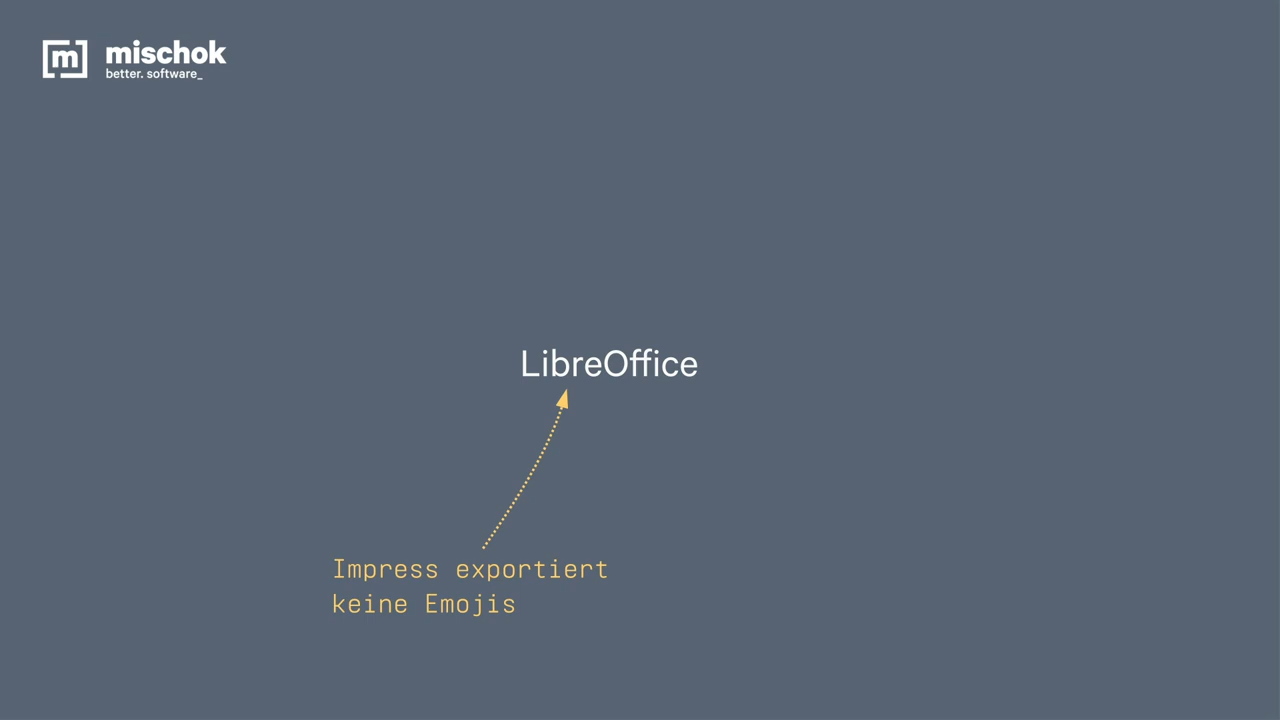 m
mischok
better. software_
LibreOffice
Impress exportiert
keine Emojis